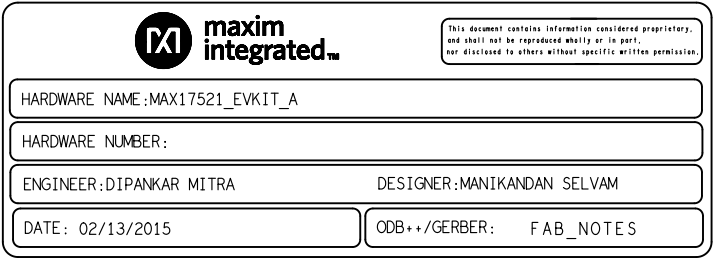 maxim
integrated™
This document contains information considered proprietary,
and shall not be reproduced wholly or in part,
nor disclosed to others without specific written permission.
HARDWARE NAME:MAX17521_EVKIT_A
HARDWARE NUMBER:
ENGINEER:DIPANKAR MITRA DESIGNER:MANIKANDAN SELVAM
DATE: 02/13/2015 ODB++/GERBER: FAB_NOTES